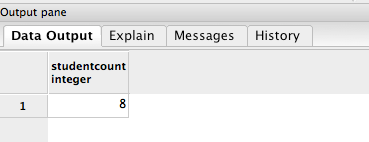 Output pane
Data Output Explain Messages History
studentcount
integer
1 8